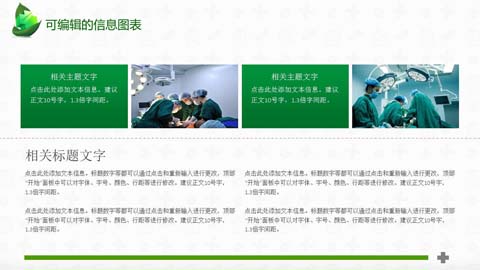 可编辑的信息图表
相关主题文字
点击此处添加文本信息。建议
正文10号字，1.3倍字间距。
相关主题文字
点击此处添加文本信息。建议
正文10号字，1.3倍字间距。
相关标题文字
点击此处添加文本信息。标题数字等都可以通过点击和重新输入进行更改，顶部
“开始”面板中可以对字体、字号、颜色、行距等进行修改。建议正文10号字，
1.3倍字间距。
点击此处添加文本信息。标题数字等都可以通过点击和重新输入进行更改，顶部
“开始”面板中可以对字体、字号、颜色、行距等进行修改。建议正文10号字，
1.3倍字间距。
点击此处添加文本信息。标题数字等都可以通过点击和重新输入进行更改，顶部
“开始”面板中可以对字体、字号、颜色、行距等进行修改。建议正文10号字，
1.3倍字间距。
点击此处添加文本信息。标题数字等都可以通过点击和重新输入进行更改，顶部
“开始”面板中可以对字体、字号、颜色、行距等进行修改。建议正文10号字，
1.3倍字间距。